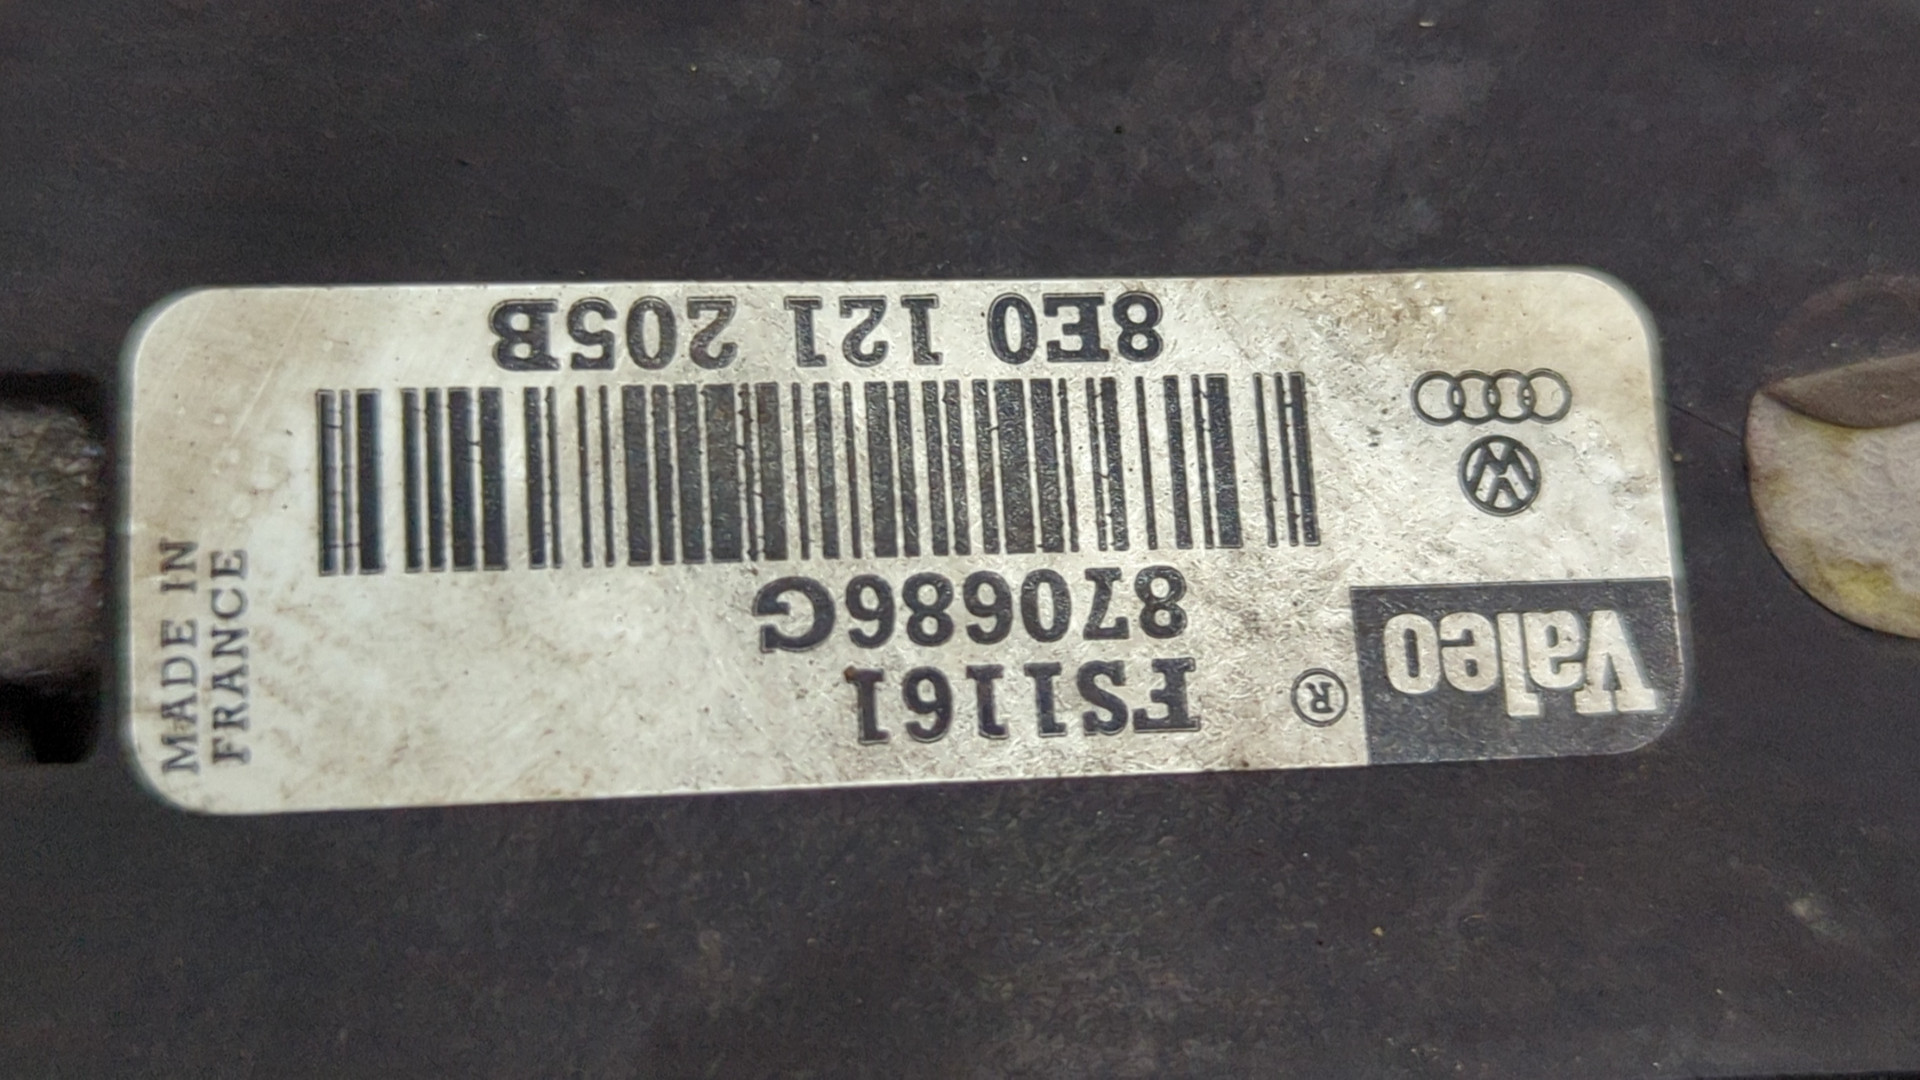 Valeo ®
FS1161
870686G
8E0 121 205B
MADE IN
FRANCE